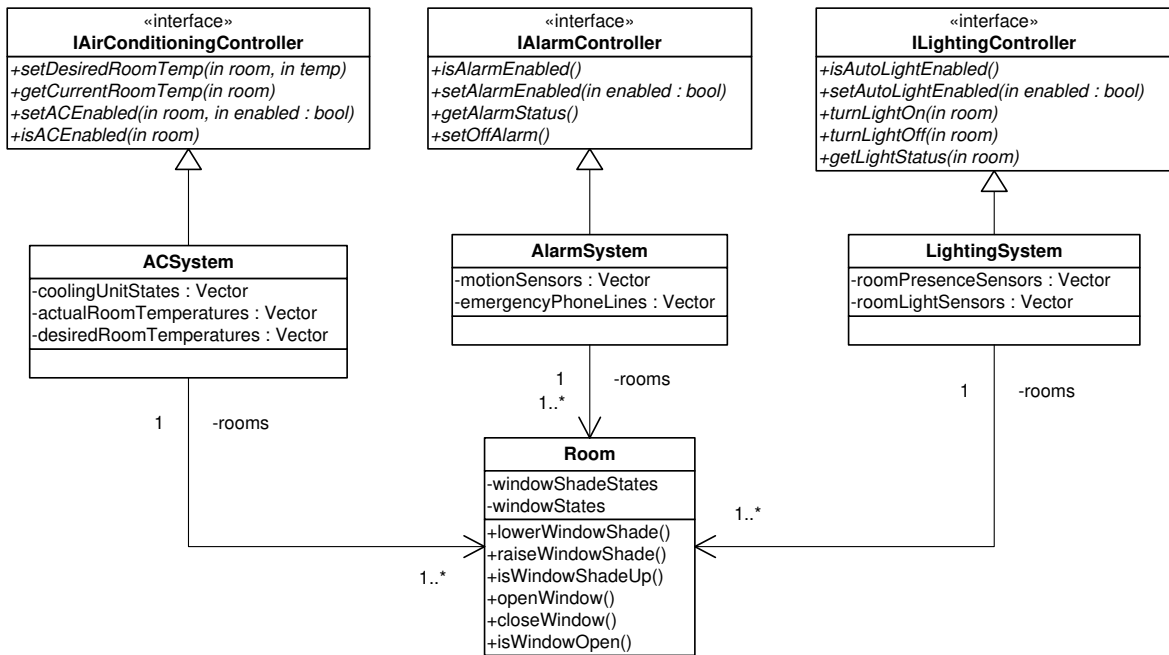 «interface»
IAirConditioningController
+setDesiredRoomTemp(in room, in temp)
+getCurrentRoomTemp(in room)
+setACEnabled(in room, in enabled : bool)
+isACEnabled(in room)
«interface»
IAlarmController
+isAlarmEnabled()
+setAlarmEnabled(in enabled : bool)
+getAlarmStatus()
+setOffAlarm()
«interface»
ILightingController
+isAutoLightEnabled()
+setAutoLightEnabled(in enabled : bool)
+turnLightOn(in room)
+turnLightOff(in room)
+getLightStatus(in room)
ACSystem
-coolingUnitStates : Vector
-actualRoomTemperatures : Vector
-desiredRoomTemperatures : Vector
AlarmSystem
-motionSensors : Vector
-emergencyPhoneLines : Vector
LightingSystem
-roomPresenceSensors : Vector
-roomLightSensors : Vector
1 -rooms
1 -rooms
1..*
1 -rooms
Room
-windowShadeStates
-windowStates
+lowerWindowShade()
+raiseWindowShade()
+isWindowShadeUp()
+openWindow()
+closeWindow()
+isWindowOpen()
1..*
1..*